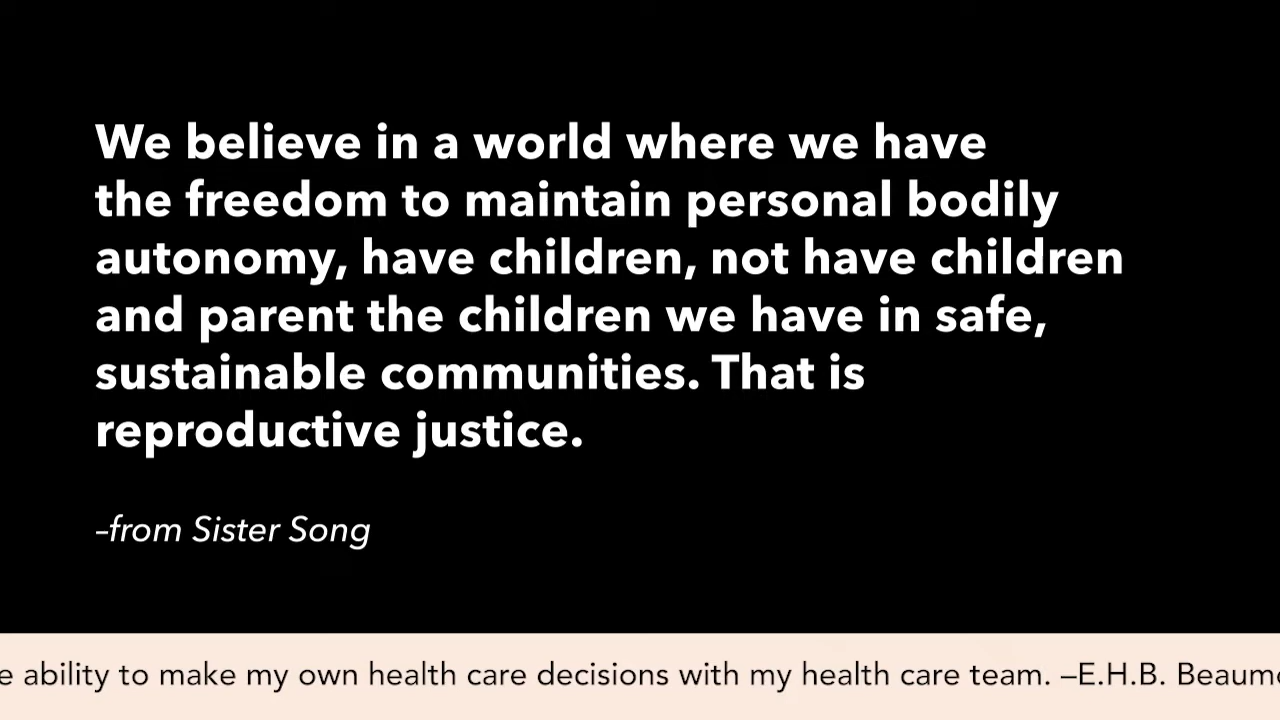 We believe in a world where we have
the freedom to maintain personal bodily
autonomy, have children, not have children
and parent the children we have in safe,
sustainable communities. That is
reproductive justice.
–from Sister Song
ability to make my own health care decisions with my health care team. –E.H.B.